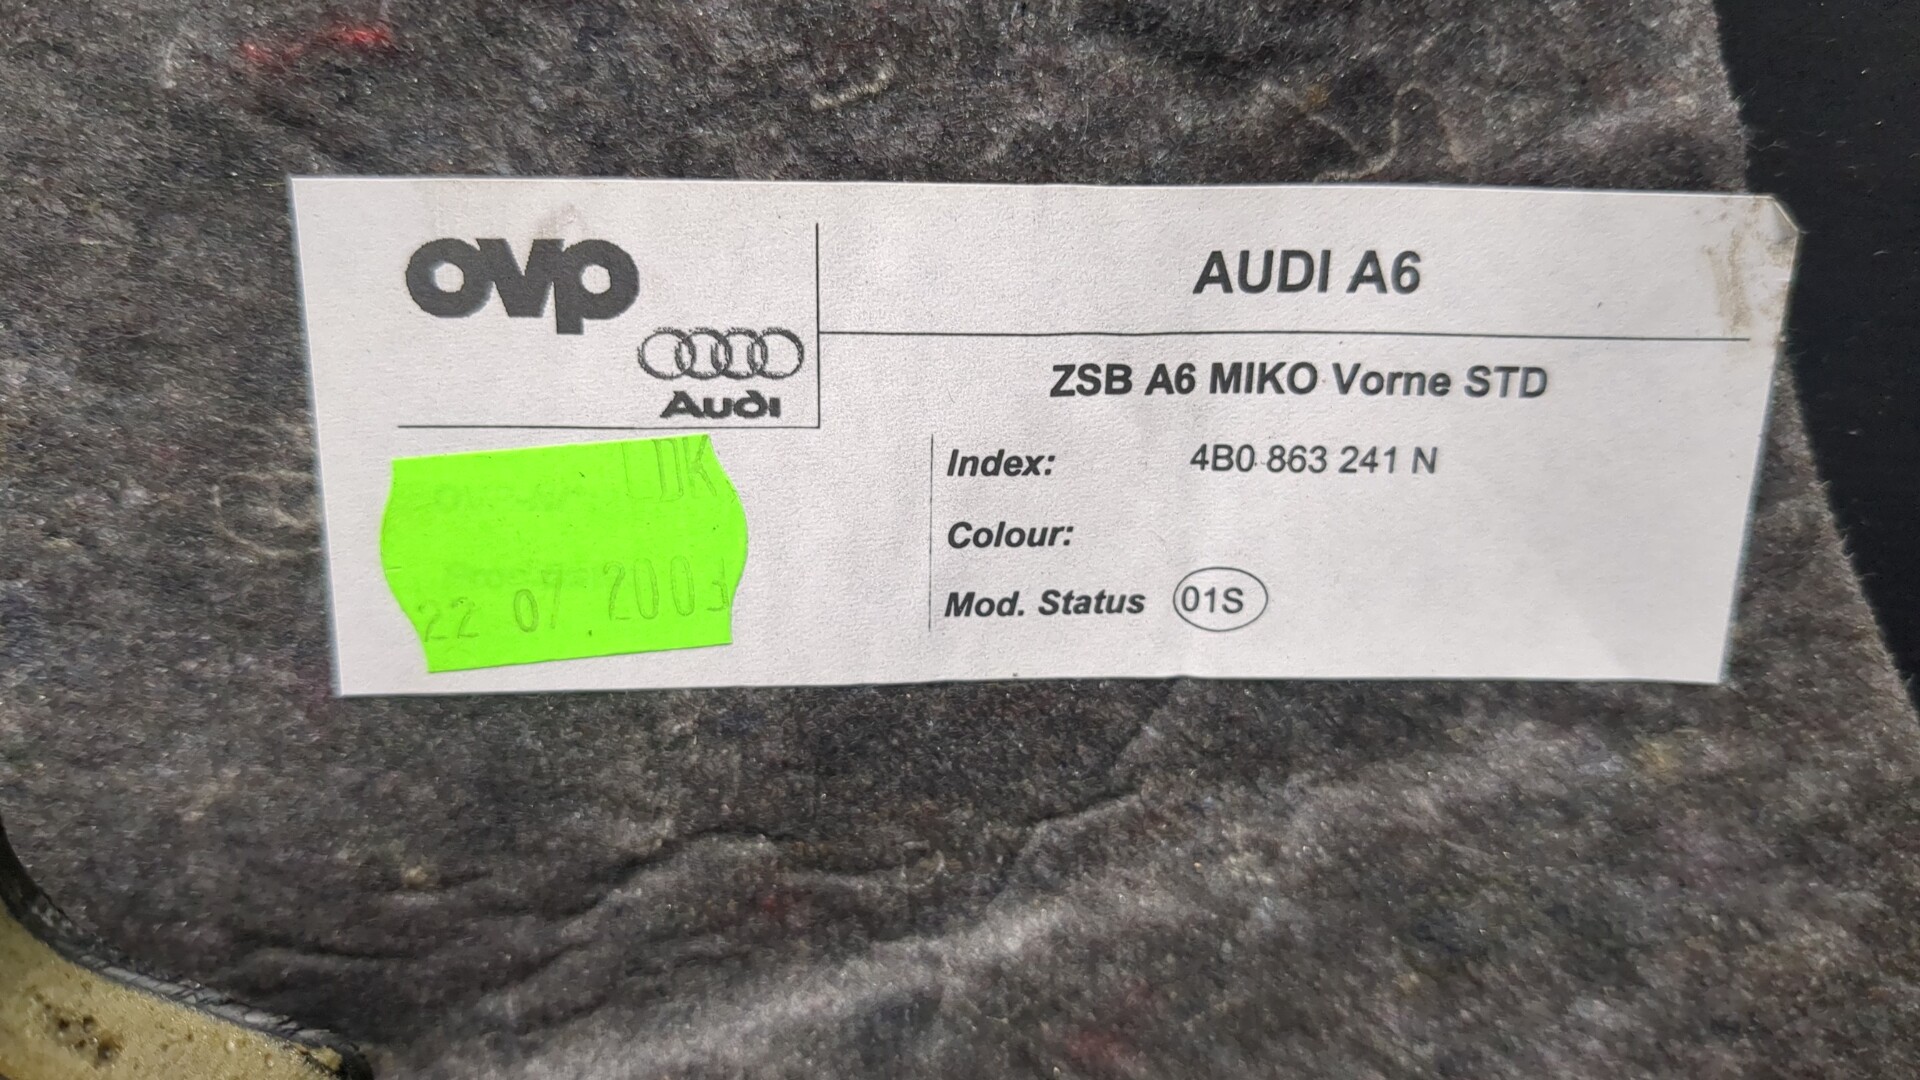 ovp
Audi
AUDI A6
ZSB A6 MIKO Vorne STD
Index: 4B0 863 241 N
Colour:
Mod. Status 01S
LDK
22 07 2003